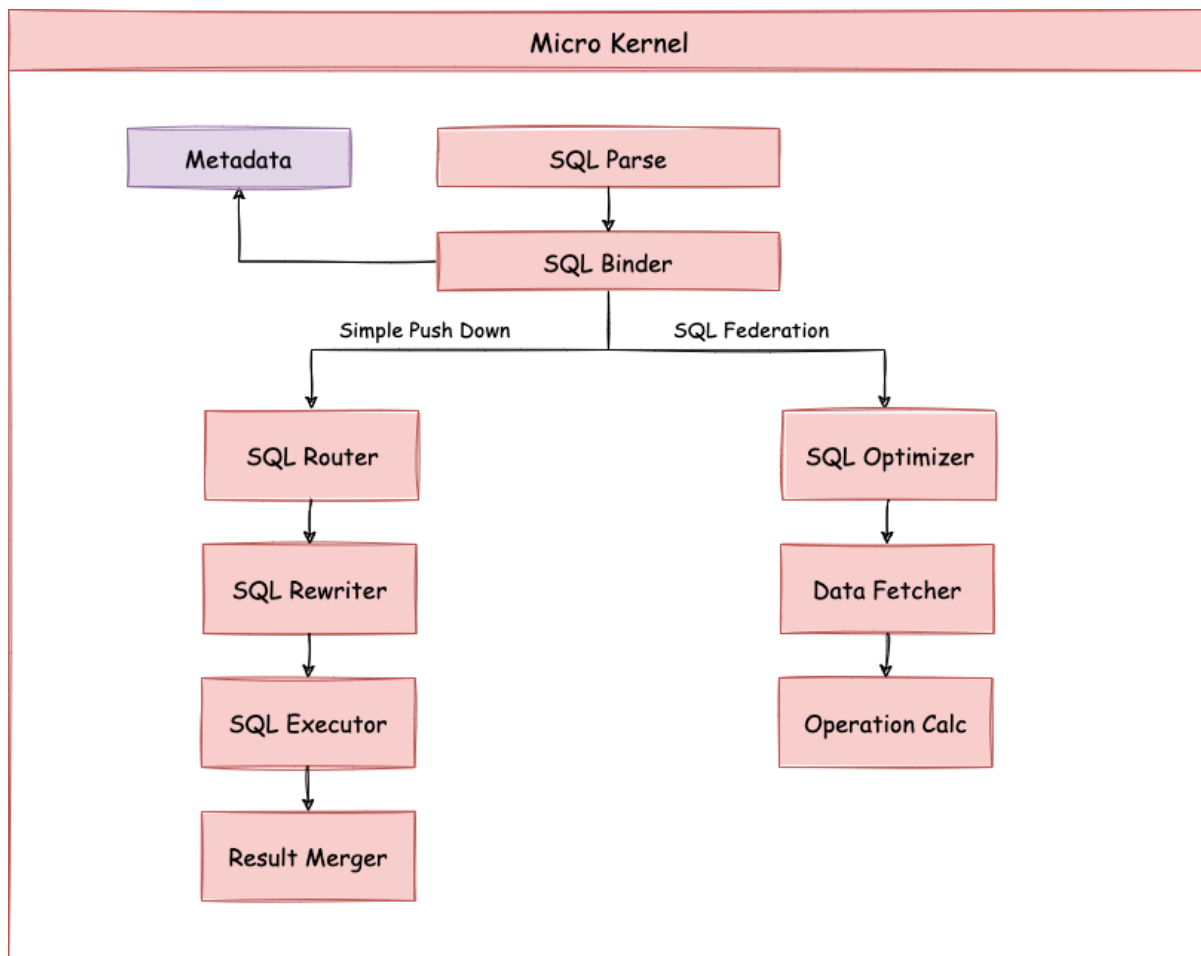 Micro Kernel
Metadata
SQL Parse
SQL Binder
Simple Push Down
SQL Federation
SQL Router
SQL Optimizer
SQL Rewriter
Data Fetcher
SQL Executor
Operation Calc
Result Merger